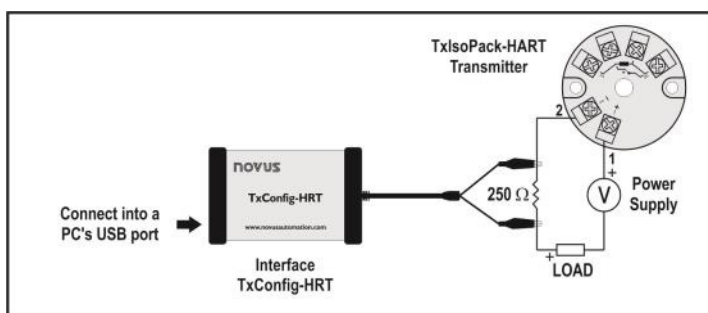 TxIsoPack-HART
Transmitter
2
1
+
250 Ω
V
Power
Supply
+
LOAD
novus
TxConfig-HRT
www.novusautomation.com
Connect into a
PC's USB port
Interface
TxConfig-HRT